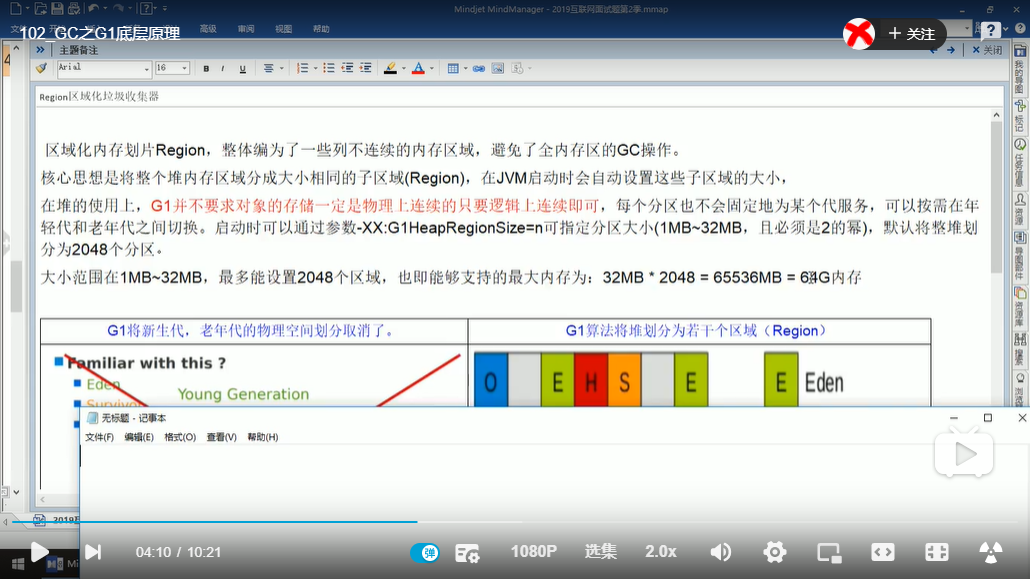 Mindjet MindManager - 2019互联网面试题第2季.mmap
102_GC之G1底层原理
高级 审阅 视图 帮助
+ 关注
主题备注
关闭
Arial 16 B I U A
我的导图
标记
任务信息
资源
导图部件
资源库
搜索
浏览
Region区域化垃圾收集器
区域化内存划片Region，整体编为了一些列不连续的内存区域，避免了全内存区的GC操作。
核心思想是将整个堆内存区域分成大小相同的子区域(Region)，在JVM启动时会自动设置这些子区域的大小，
在堆的使用上，G1并不要求对象的存储一定是物理上连续的只要逻辑上连续即可，每个分区也不会固定地为某个代服务，可以按需在年
轻代和老年代之间切换。启动时可以通过参数-XX:G1HeapRegionSize=n可指定分区大小(1MB~32MB，且必须是2的幂)，默认将整堆划
分为2048个分区。
大小范围在1MB~32MB，最多能设置2048个区域，也即能够支持的最大内存为：32MB * 2048 = 65536MB = 64G内存
G1将新生代，老年代的物理空间划分取消了。
G1算法将堆划分为若干个区域（Region）
Familiar with this ?
Eden
Young Generation
Survivor
O E H S E E Eden
无标题 - 记事本
文件(F) 编辑(E) 格式(O) 查看(V) 帮助(H)
04:10 / 10:21
弹
1080P 选集 2.0x